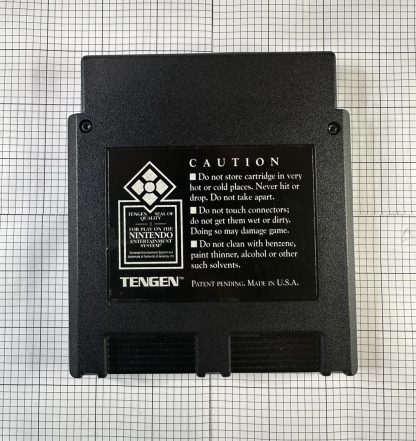 CAUTION
■ Do not store cartridge in very
hot or cold places. Never hit or
drop. Do not take apart.
■ Do not touch connectors;
do not get them wet or dirty.
Doing so may damage game.
■ Do not clean with benzene,
paint thinner, alcohol or other
such solvents.
PATENT PENDING. MADE IN U.S.A.
TENGEN SEAL OF
QUALITY
FOR PLAY ON THE
NINTENDO
ENTERTAINMENT
SYSTEM®
TENGEN™